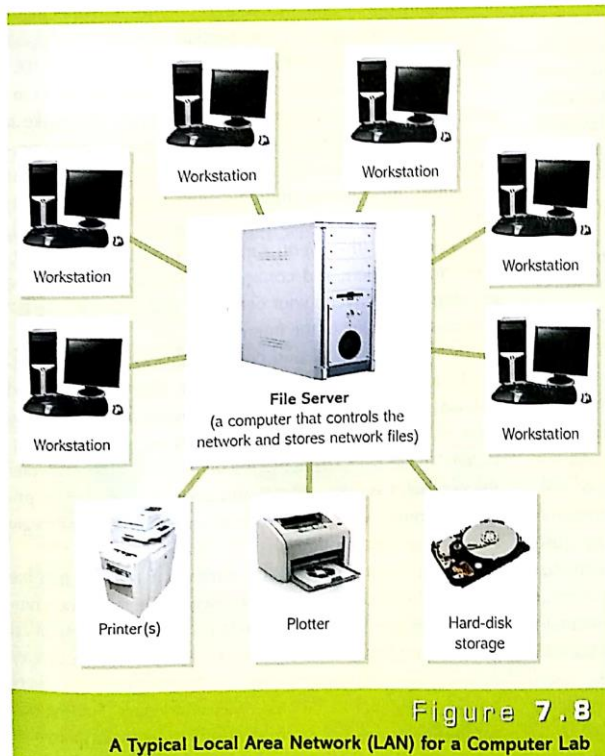 Workstation
Workstation
Workstation
Workstation
Workstation
Workstation
File Server
(a computer that controls the
network and stores network files)
Printer(s)
Plotter
Hard-disk
storage
Figure 7.8
A Typical Local Area Network (LAN) for a Computer Lab